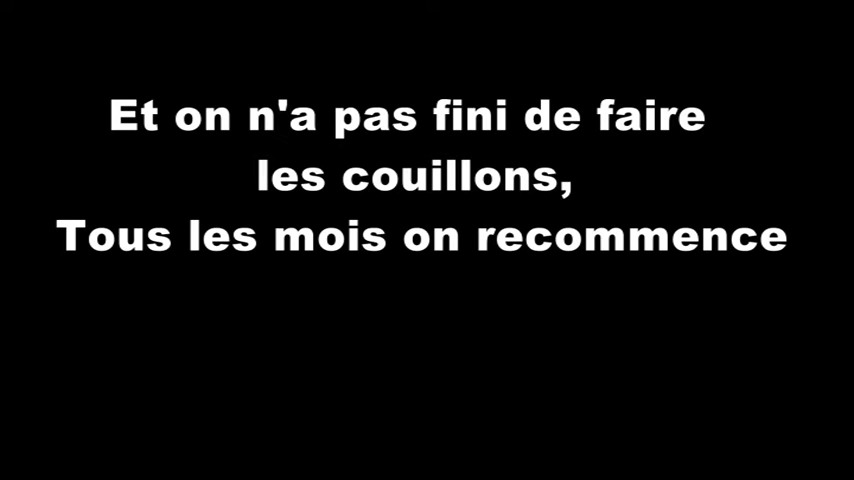 Et on n'a pas fini de faire
les couillons,
Tous les mois on recommence